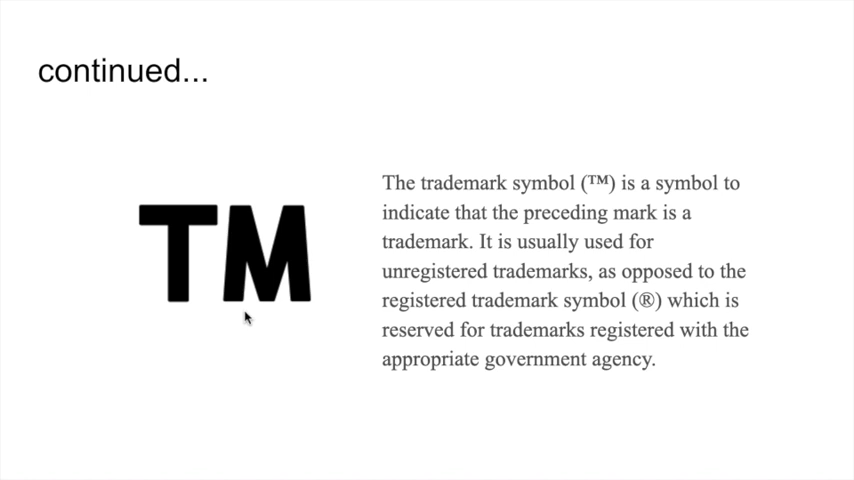 continued...
TM
The trademark symbol (™) is a symbol to
indicate that the preceding mark is a
trademark. It is usually used for
unregistered trademarks, as opposed to the
registered trademark symbol (®) which is
reserved for trademarks registered with the
appropriate government agency.